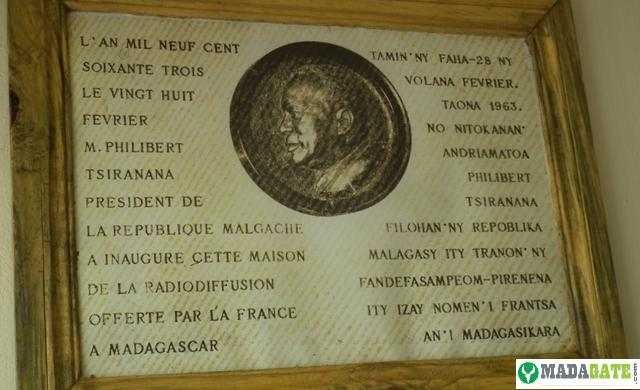 L'AN MIL NEUF CENT
SOIXANTE TROIS
LE VINGT HUIT
FÉVRIER
M. PHILIBERT
TSIRANANA
PRESIDENT DE
LA REPUBLIQUE MALGACHE
A INAUGURE CETTE MAISON
DE LA RADIODIFFUSION
OFFERTE PAR LA FRANCE
A MADAGASCAR
TAMIN'NY FAHA-28 NY
VOLANA FEVRIER.
TAONA 1963.
NO NITOKANAN'
ANDRIAMATOA
PHILIBERT
TSIRANANA
FILOHAN'NY REPOBLIKA
MALAGASY ITY TRANON'NY
FANDEFASAMPEOM-PIRENENA
ITY IZAY NOMEN'I FRANTSA
AN'I MADAGASIKARA
MADAGATE